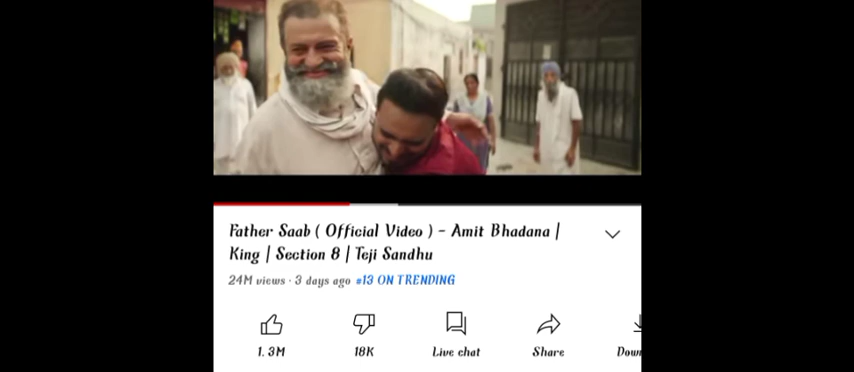 Father Saab ( Official Video ) - Amit Bhadana |
King | Section 8 | Teji Sandhu
24M views · 3 days ago #13 ON TRENDING
1.3M 18K Live chat Share Down